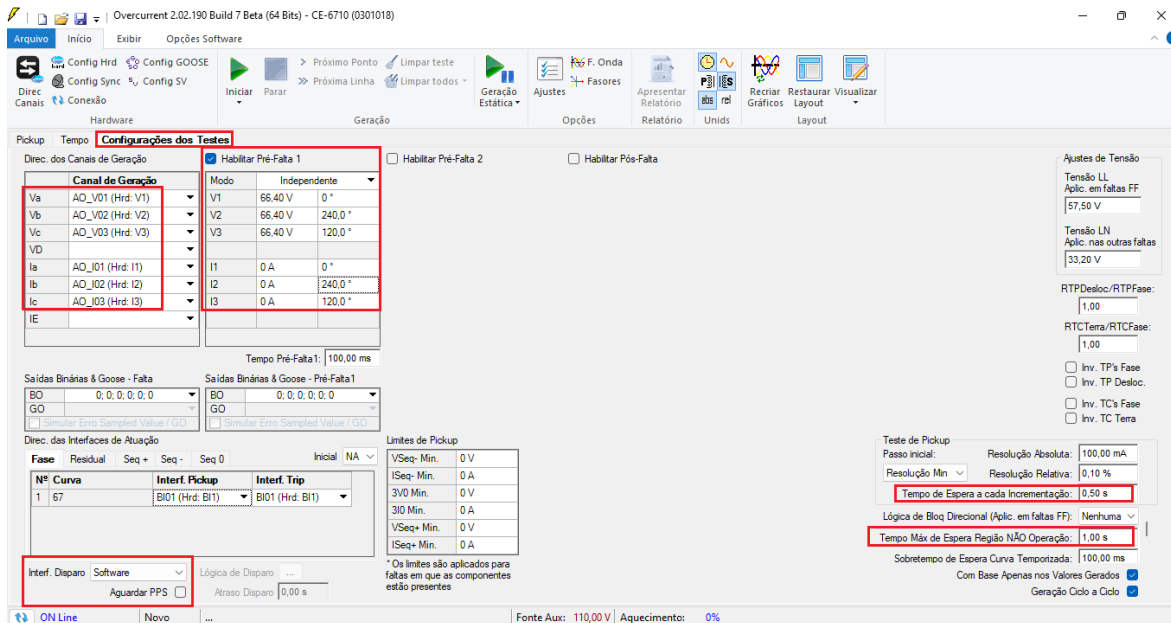 Overcurrent 2.02.190 Build 7 Beta (64 Bits) - CE-6710 (0301018)
Arquivo Início Exibir Opções Software
Direc Canais
Config Hrd Config GOOSE
Config Sync Config SV
Conexão
Hardware
Iniciar Parar
Próximo Ponto Limpar teste
Próxima Linha Limpar todos
Geração Estática
Geração
Ajustes
F. Onda
Fasores
Opções
Apresentar Relatório
Relatório
abs rel
Unids
Recriar Gráficos Restaurar Layout Visualizar
Layout
Pickup Tempo Configurações dos Testes
Direc. dos Canais de Geração
Canal de Geração
Va AO_V01 (Hrd: V1)
Vb AO_V02 (Hrd: V2)
Vc AO_V03 (Hrd: V3)
VD
Ia AO_I01 (Hrd: I1)
Ib AO_I02 (Hrd: I2)
Ic AO_I03 (Hrd: I3)
IE
Habilitar Pré-Falta 1
Modo Independente
V1 66,40 V 0 °
V2 66,40 V 240,0 °
V3 66,40 V 120,0 °
I1 0 A 0 °
I2 0 A 240,0 °
I3 0 A 120,0 °
Tempo Pré-Falta1: 100,00 ms
Habilitar Pré-Falta 2
Habilitar Pós-Falta
Ajustes de Tensão
Tensão LL
Aplic. em faltas FF
57,50 V
Tensão LN
Aplic. nas outras faltas
33,20 V
RTPDesloc/RTPFase:
1,00
RTCTerra/RTCFase:
1,00
Inv. TP's Fase
Inv. TP Desloc.
Inv. TC's Fase
Inv. TC Terra
Saídas Binárias & Goose - Falta
BO 0; 0; 0; 0; 0; 0
GO
Simular Erro Sampled Value / GO
Saídas Binárias & Goose - Pré-Falta1
BO 0; 0; 0; 0; 0; 0
GO
Simular Erro Sampled Value / GO
Direc. das Interfaces de Atuação
Fase Residual Seq + Seq - Seq 0
Inicial NA
Nº Curva Interf. Pickup Interf. Trip
1 67 BI01 (Hrd: BI1) BI01 (Hrd: BI1)
Interf. Disparo Software
Aguardar PPS
Lógica de Disparo ...
Atraso Disparo 0,00 s
Limites de Pickup
VSeq- Min. 0 V
ISeq- Min. 0 A
3V0 Min. 0 V
3I0 Min. 0 A
VSeq+ Min. 0 V
ISeq+ Min. 0 A
* Os limites são aplicados para
faltas em que as componentes
estão presentes
Teste de Pickup
Passo inicial:
Resolução Min
Resolução Absoluta: 100,00 mA
Resolução Relativa: 0,10 %
Tempo de Espera a cada Incrementação: 0,50 s
Lógica de Bloq Direcional (Aplic. em faltas FF): Nenhuma
Tempo Máx de Espera Região NÃO Operação: 1,00 s
Sobretempo de Espera Curva Temporizada: 100,00 ms
Com Base Apenas nos Valores Gerados
Geração Ciclo a Ciclo
ON Line Novo ... Fonte Aux: 110,00 V Aquecimento: 0%